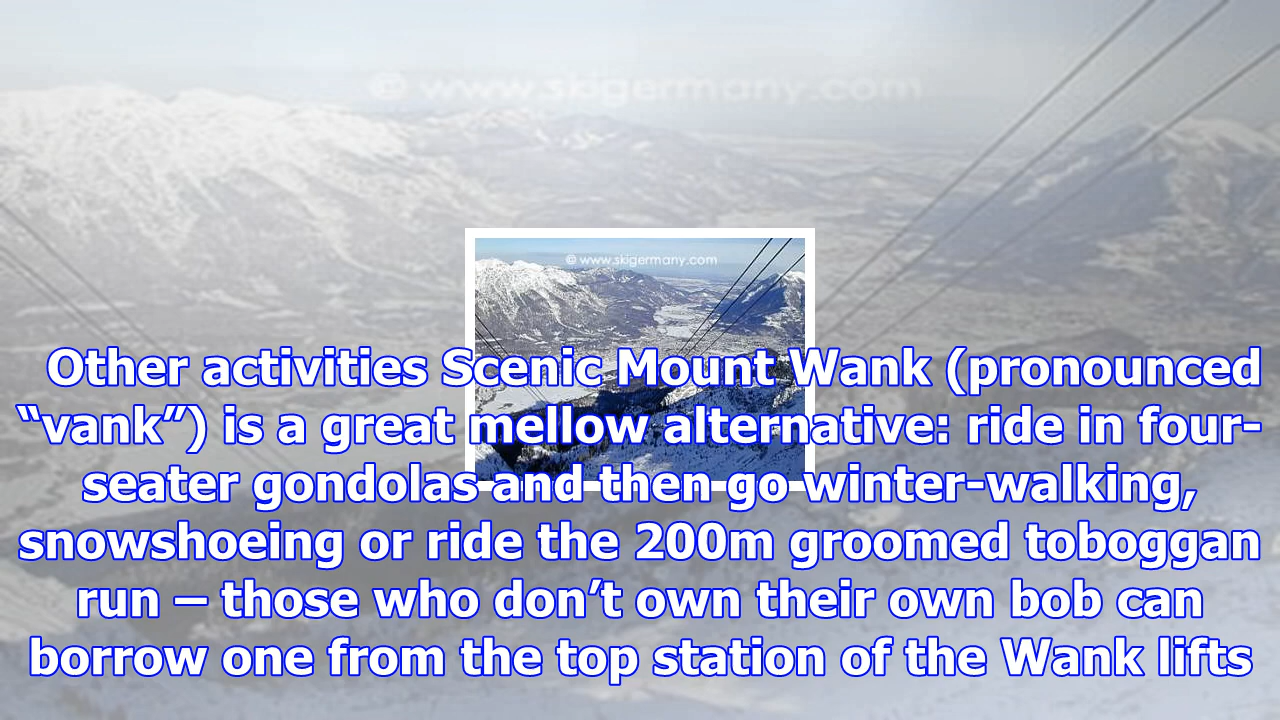 © www.skigermany.com
© www.skigermany.com
Other activities Scenic Mount Wank (pronounced
“vank”) is a great mellow alternative: ride in four-
seater gondolas and then go winter-walking,
snowshoeing or ride the 200m groomed toboggan
run – those who don’t own their own bob can
borrow one from the top station of the Wank lifts